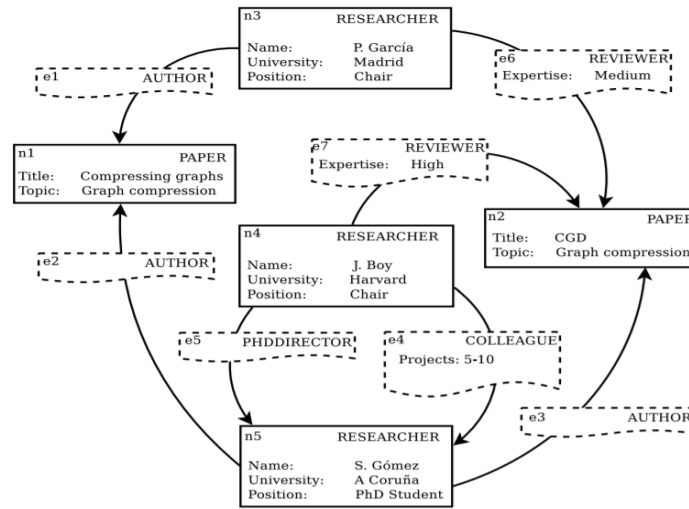 n3 RESEARCHER
Name: P. García
University: Madrid
Position: Chair
e1 AUTHOR
e6 REVIEWER
Expertise: Medium
n1 PAPER
Title: Compressing graphs
Topic: Graph compression
e7 REVIEWER
Expertise: High
n2 PAPER
Title: CGD
Topic: Graph compression
n4 RESEARCHER
Name: J. Boy
University: Harvard
Position: Chair
e2 AUTHOR
e5 PHDDIRECTOR
e4 COLLEAGUE
Projects: 5-10
e3 AUTHOR
n5 RESEARCHER
Name: S. Gómez
University: A Coruña
Position: PhD Student